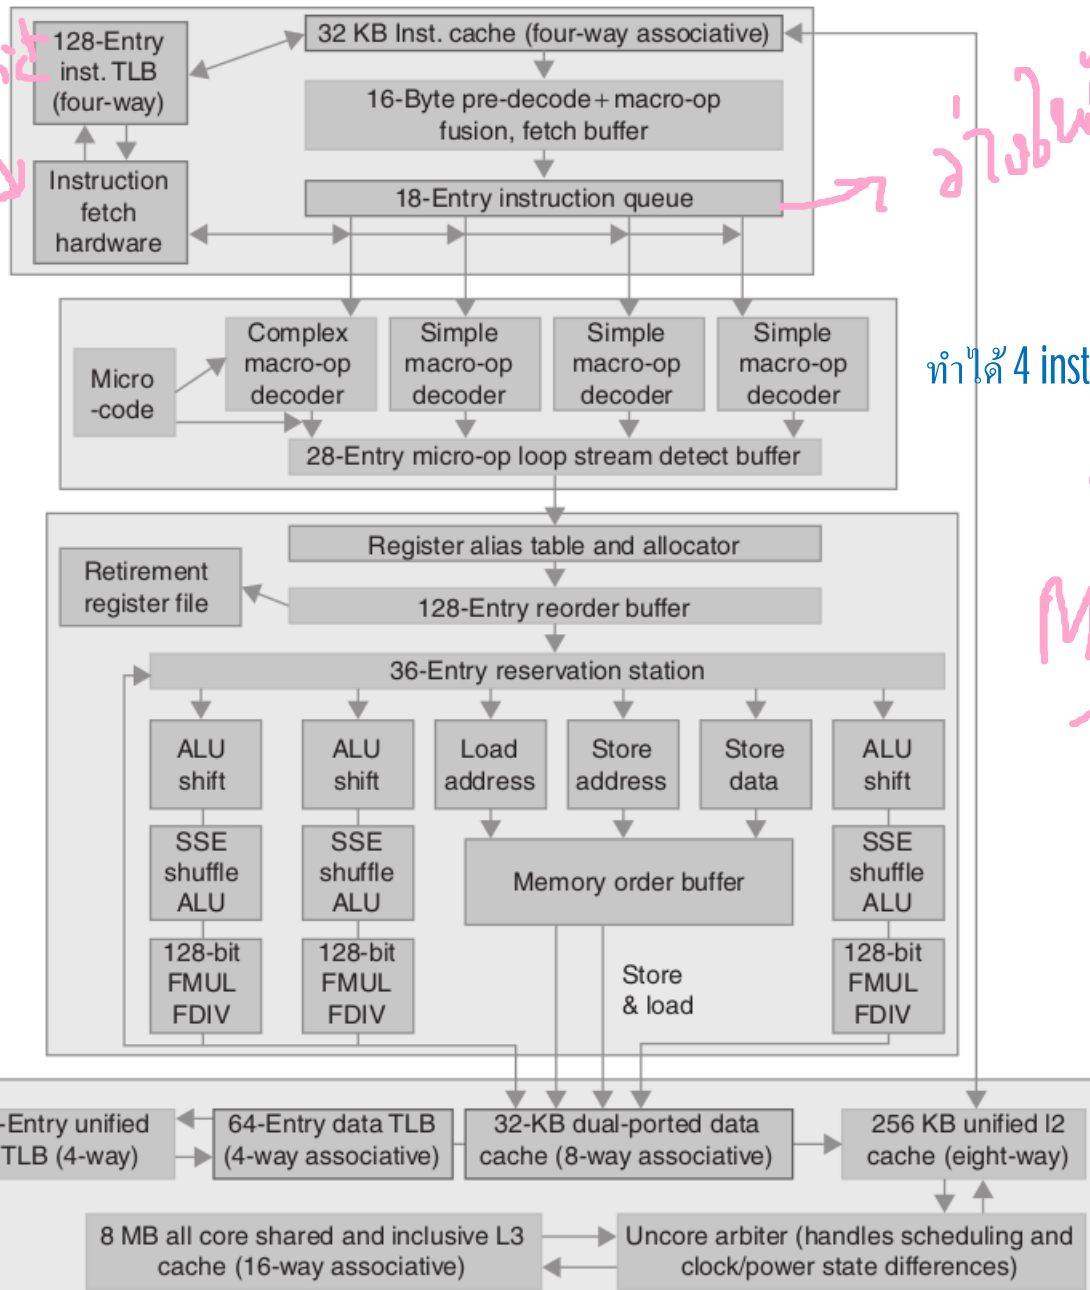 128-Entry
inst. TLB
(four-way)
32 KB Inst. cache (four-way associative)
16-Byte pre-decode + macro-op
fusion, fetch buffer
Instruction
fetch
hardware
18-Entry instruction queue
Micro
-code
Complex
macro-op
decoder
Simple
macro-op
decoder
Simple
macro-op
decoder
Simple
macro-op
decoder
ทำได้ 4 inst
28-Entry micro-op loop stream detect buffer
Register alias table and allocator
Retirement
register file
128-Entry reorder buffer
36-Entry reservation station
ALU
shift
ALU
shift
Load
address
Store
address
Store
data
ALU
shift
SSE
shuffle
ALU
SSE
shuffle
ALU
Memory order buffer
SSE
shuffle
ALU
128-bit
FMUL
FDIV
128-bit
FMUL
FDIV
Store
& load
128-bit
FMUL
FDIV
-Entry unified
TLB (4-way)
64-Entry data TLB
(4-way associative)
32-KB dual-ported data
cache (8-way associative)
256 KB unified l2
cache (eight-way)
8 MB all core shared and inclusive L3
cache (16-way associative)
Uncore arbiter (handles scheduling and
clock/power state differences)